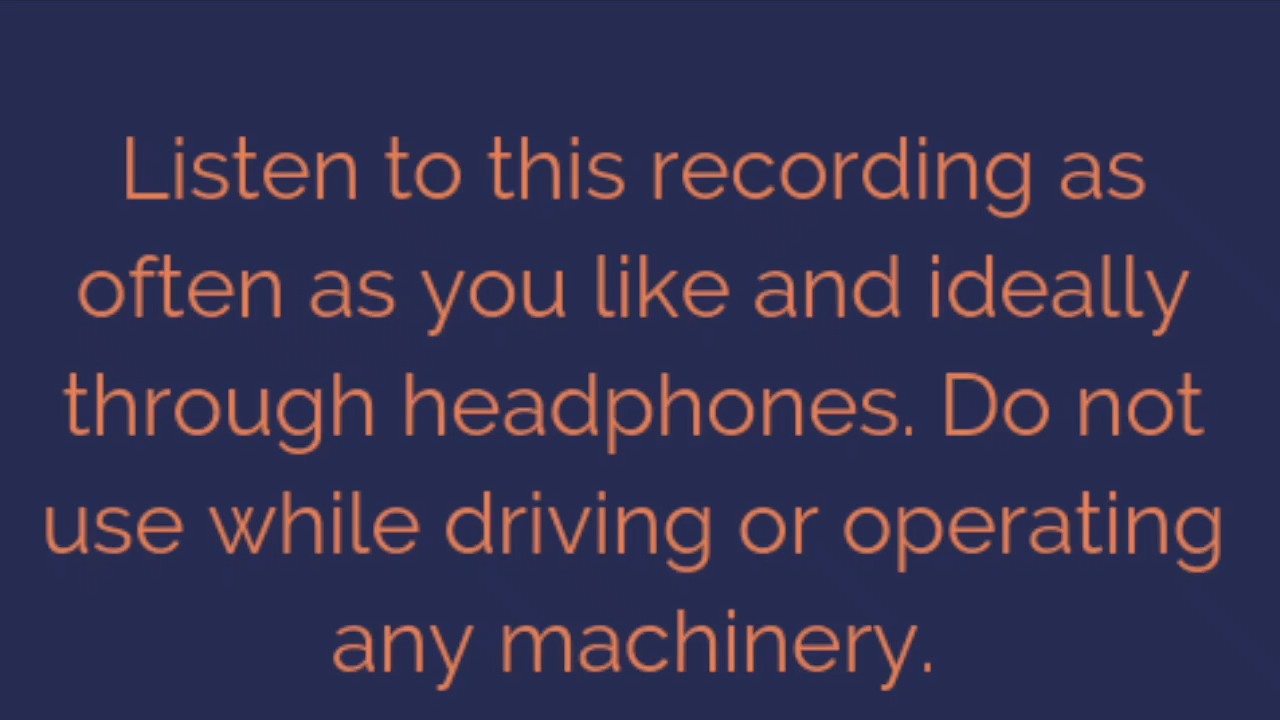 Listen to this recording as
often as you like and ideally
through headphones. Do not
use while driving or operating
any machinery.